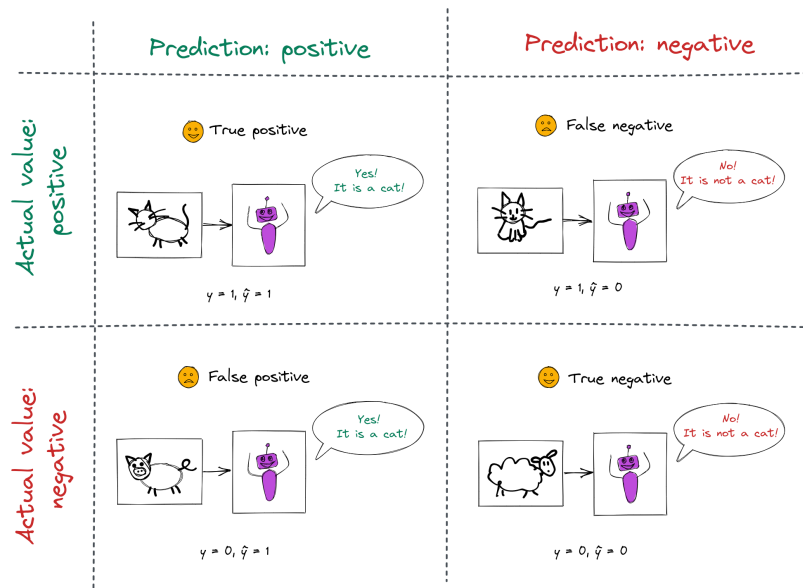 Prediction: positive
Prediction: negative
Actual value:
positive
True positive
Yes!
It is a cat!
y = 1, ŷ = 1
False negative
No!
It is not a cat!
y = 1, ŷ = 0
Actual value:
negative
False positive
Yes!
It is a cat!
y = 0, ŷ = 1
True negative
No!
It is not a cat!
y = 0, ŷ = 0